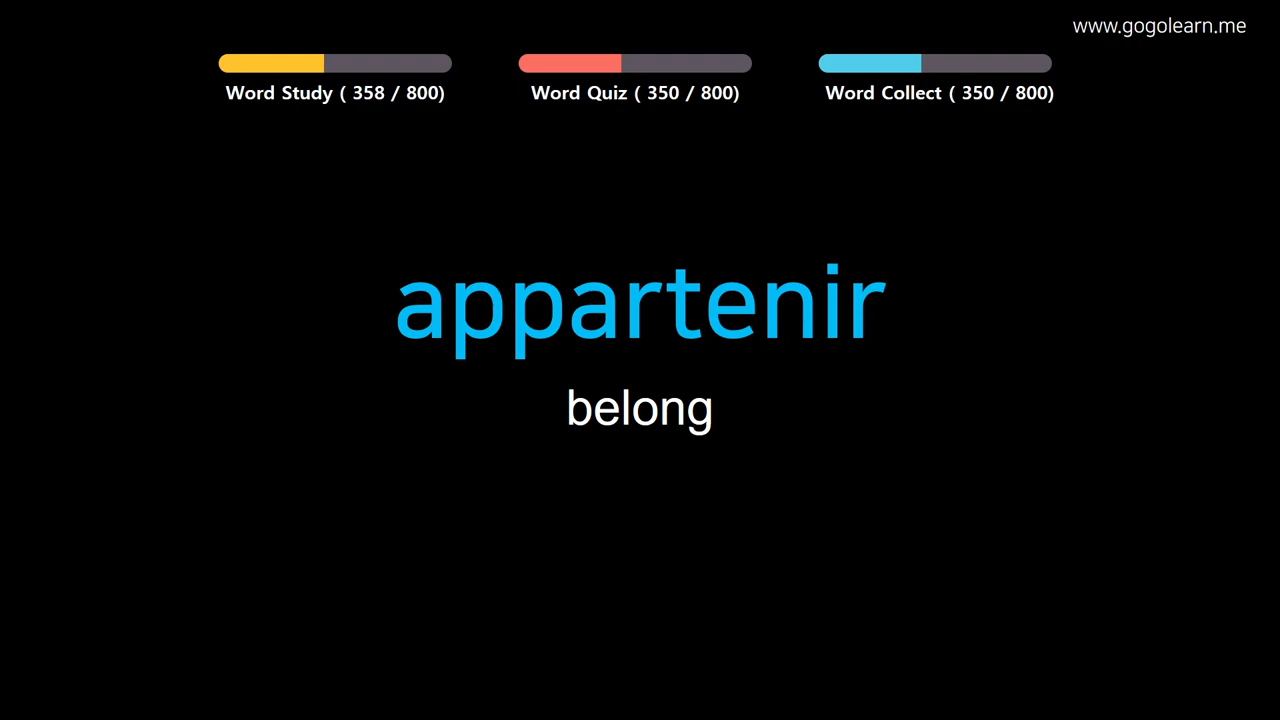 www.gogolearn.me
Word Study ( 358 / 800)
Word Quiz ( 350 / 800)
Word Collect ( 350 / 800)
appartenir
belong